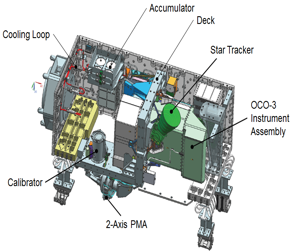 Accumulator
Cooling Loop
Deck
Star Tracker
OCO-3
Instrument
Assembly
Calibrator
2-Axis PMA